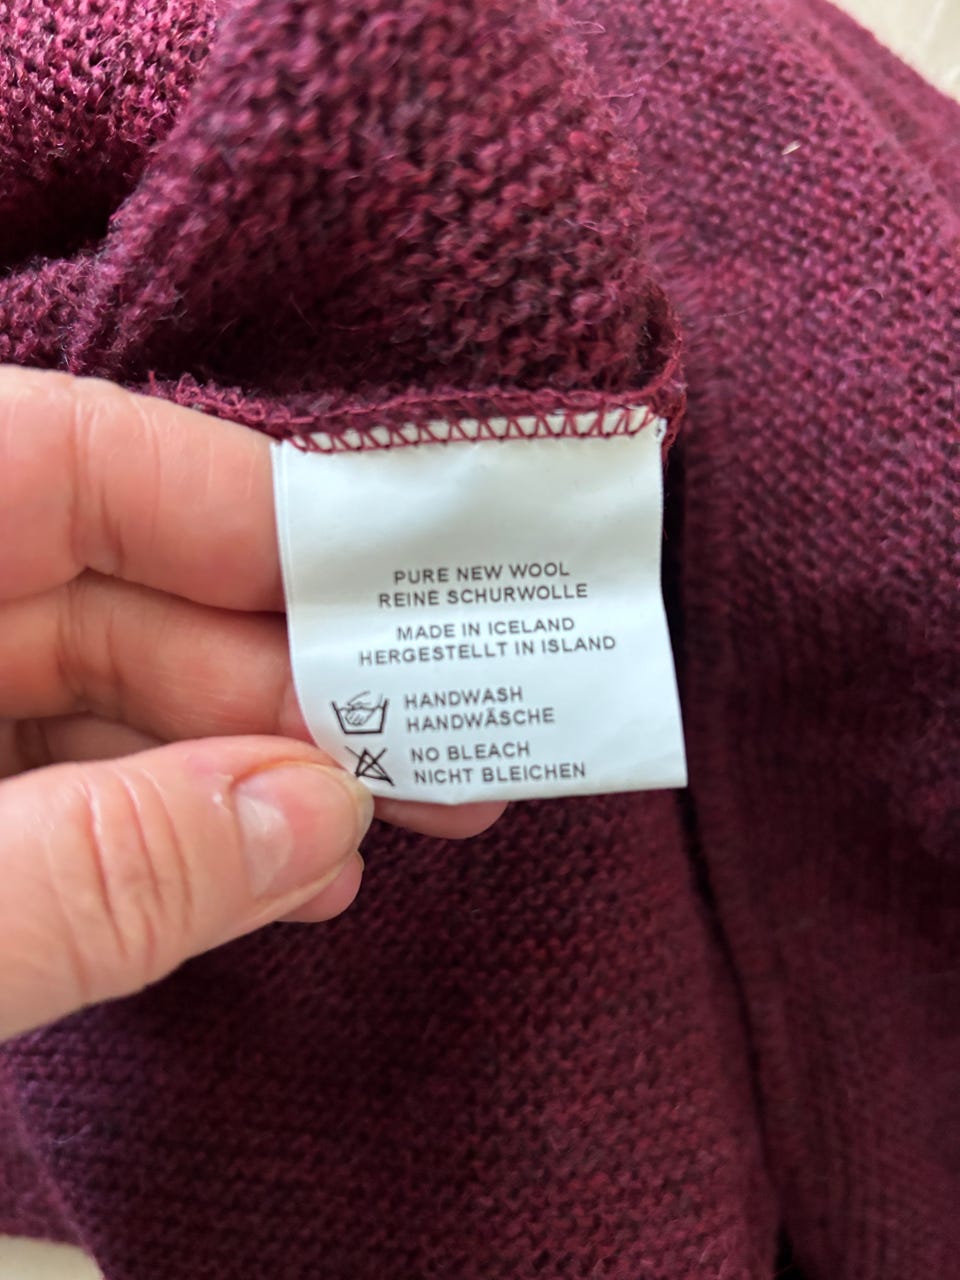 PURE NEW WOOL
REINE SCHURWOLLE
MADE IN ICELAND
HERGESTELLT IN ISLAND
HANDWASH
HANDWÄSCHE
NO BLEACH
NICHT BLEICHEN